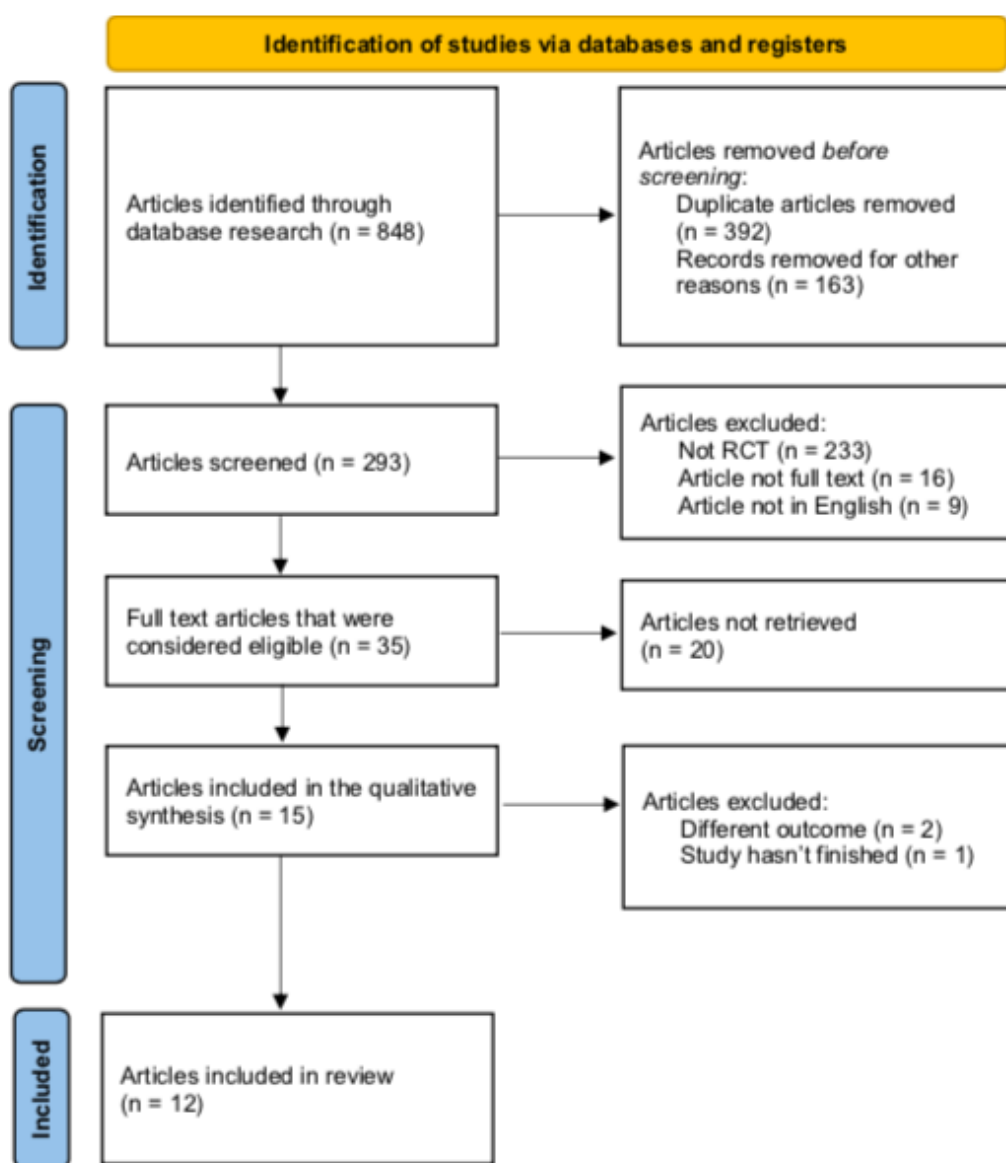 Identification of studies via databases and registers
Identification
Articles identified through
database research (n = 848)
Articles removed before
screening:
Duplicate articles removed
(n = 392)
Records removed for other
reasons (n = 163)
Screening
Articles screened (n = 293)
Articles excluded:
Not RCT (n = 233)
Article not full text (n = 16)
Article not in English (n = 9)
Full text articles that were
considered eligible (n = 35)
Articles not retrieved
(n = 20)
Articles included in the qualitative
synthesis (n = 15)
Articles excluded:
Different outcome (n = 2)
Study hasn't finished (n = 1)
Included
Articles included in review
(n = 12)